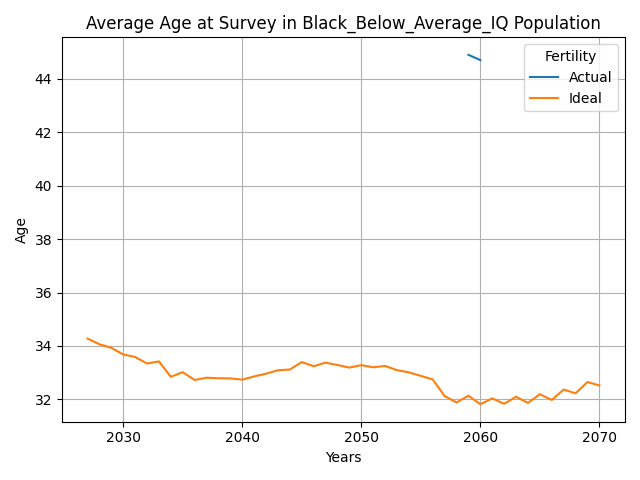 Average Age at Survey in Black_Below_Average_IQ Population
Fertility
Actual
Ideal
Age
44
42
40
38
36
34
32
2030
2040
2050
2060
2070
Years